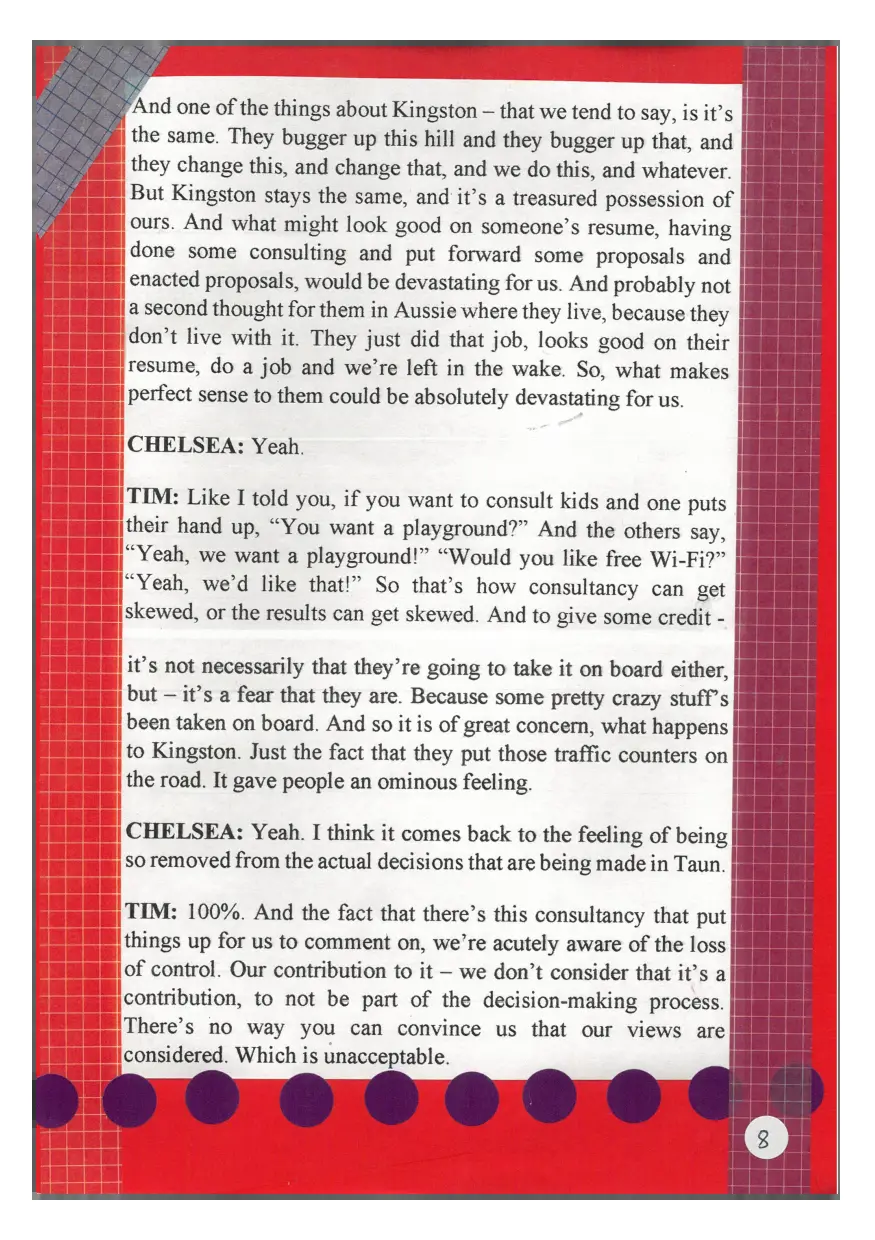 And one of the things about Kingston – that we tend to say, is it’s
the same. They bugger up this hill and they bugger up that, and
they change this, and change that, and we do this, and whatever.
But Kingston stays the same, and it’s a treasured possession of
ours. And what might look good on someone’s resume, having
done some consulting and put forward some proposals and
enacted proposals, would be devastating for us. And probably not
a second thought for them in Aussie where they live, because they
don’t live with it. They just did that job, looks good on their
resume, do a job and we’re left in the wake. So, what makes
perfect sense to them could be absolutely devastating for us.
CHELSEA: Yeah.
TIM: Like I told you, if you want to consult kids and one puts
their hand up, “You want a playground?” And the others say,
“Yeah, we want a playground!” “Would you like free Wi-Fi?”
“Yeah, we’d like that!” So that’s how consultancy can get
skewed, or the results can get skewed. And to give some credit -
it’s not necessarily that they’re going to take it on board either,
but – it’s a fear that they are. Because some pretty crazy stuff’s
been taken on board. And so it is of great concern, what happens
to Kingston. Just the fact that they put those traffic counters on
the road. It gave people an ominous feeling.
CHELSEA: Yeah. I think it comes back to the feeling of being
so removed from the actual decisions that are being made in Taun.
TIM: 100%. And the fact that there’s this consultancy that put
things up for us to comment on, we’re acutely aware of the loss
of control. Our contribution to it – we don’t consider that it’s a
contribution, to not be part of the decision-making process.
There’s no way you can convince us that our views are
considered. Which is unacceptable.
8